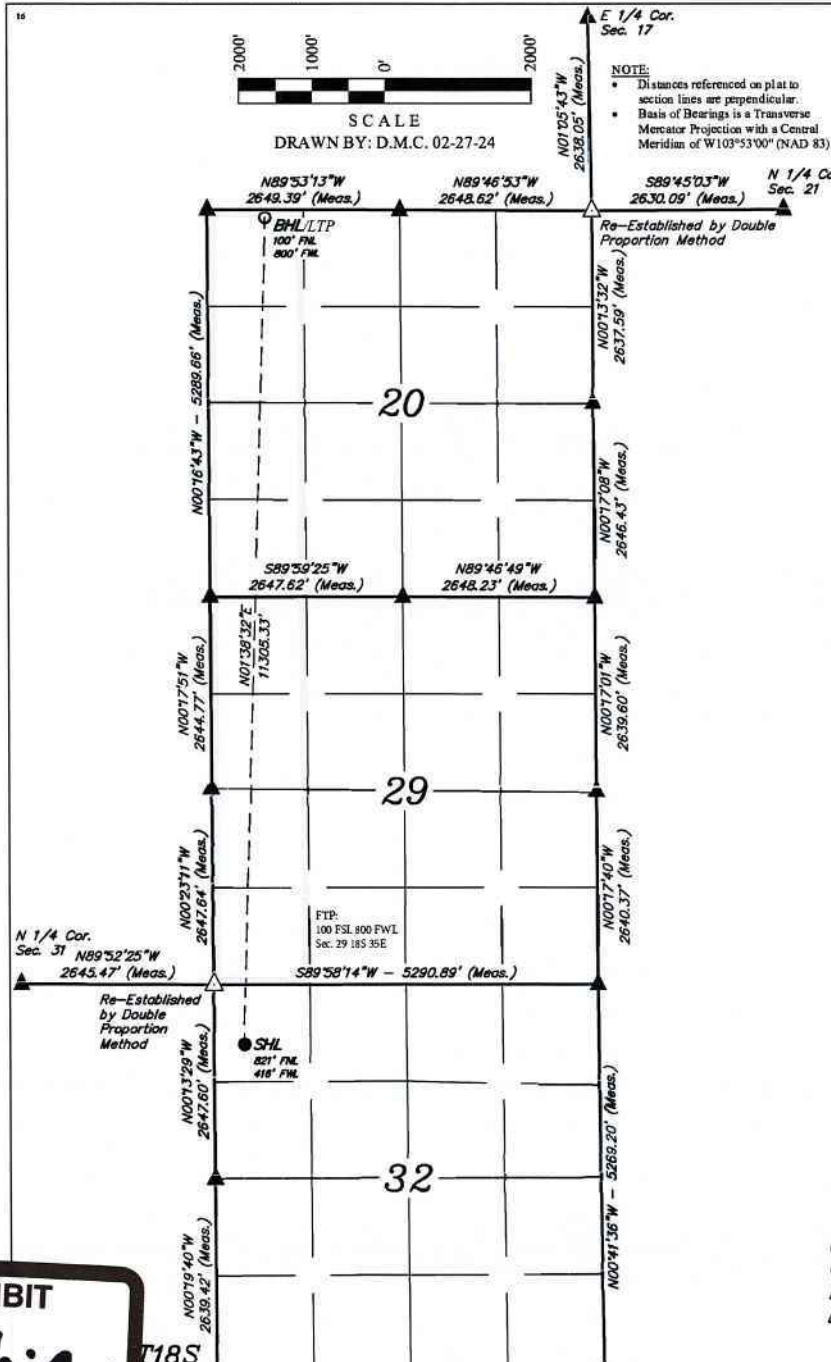 16
2000'
1000'
0'
2000'
SCALE
DRAWN BY: D.M.C. 02-27-24
E 1/4 Cor.
Sec. 17
NOTE:
• Distances referenced on plat to
section lines are perpendicular.
• Basis of Bearings is a Transverse
Mercator Projection with a Central
Meridian of W103°53'00" (NAD 83)
N01°05'43"W
2638.05' (Meas.)
N89°53'13"W
2649.39' (Meas.)
N89°46'53"W
2648.62' (Meas.)
S89°45'03"W
2630.09' (Meas.)
N 1/4 Co
Sec. 21
BHL/LTP
100' FNL
800' FWL
Re-Established by Double
Proportion Method
N00°16'43"W - 5289.66' (Meas.)
N00°13'32"W
2637.59' (Meas.)
20
N00°17'08"W
2646.43' (Meas.)
S89°59'25"W
2647.62' (Meas.)
N89°46'49"W
2648.23' (Meas.)
N01°38'32"E
11305.33'
N00°17'51"W
2644.77' (Meas.)
N00°17'01"W
2639.60' (Meas.)
29
N00°23'11"W
2647.64' (Meas.)
N00°17'40"W
2640.37' (Meas.)
FTP:
100 FSL 800 FWL
Sec. 29 18S 35E
N 1/4 Cor.
Sec. 31
N89°52'25"W
2645.47' (Meas.)
S89°58'14"W - 5290.89' (Meas.)
Re-Established
by Double
Proportion
Method
SHL
821' FNL
416' FWL
N00°13'29"W
2647.60' (Meas.)
32
N00°41'36"W - 5269.20' (Meas.)
N00°19'40"W
2639.42' (Meas.)
IBIT
T18S